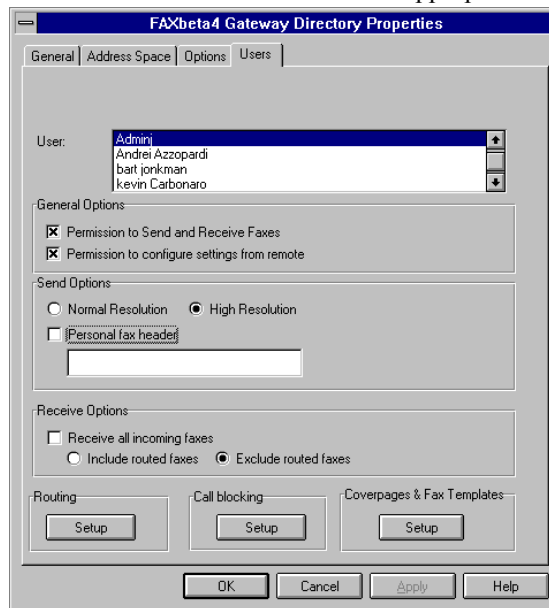 FAXbeta4 Gateway Directory Properties
General Address Space Options Users
User:
Adminj
Andrei Azzopardi
bart jonkman
kevin Carbonaro
General Options
Permission to Send and Receive Faxes
Permission to configure settings from remote
Send Options
Normal Resolution High Resolution
Personal fax header
Receive Options
Receive all incoming faxes
Include routed faxes Exclude routed faxes
Routing Call blocking Coverpages & Fax Templates
Setup Setup Setup
OK Cancel Apply Help